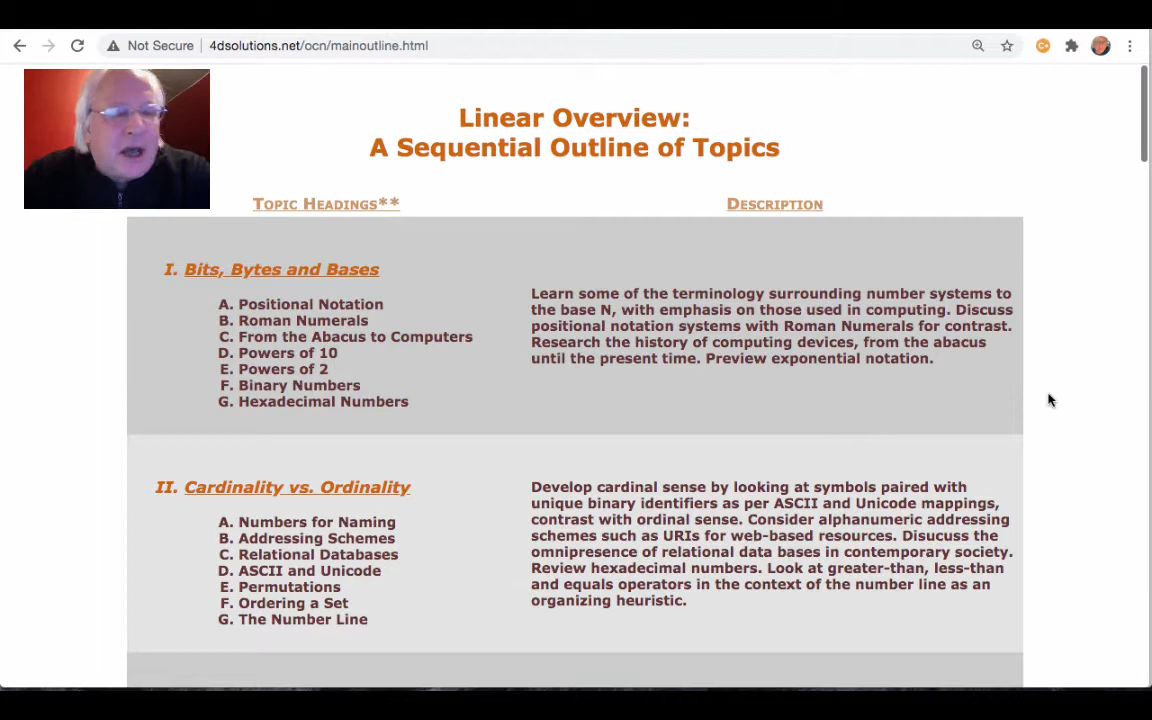 Not Secure 4dsolutions.net/ocn/mainoutline.html
Linear Overview:
A Sequential Outline of Topics
Topic Headings**
Description
I. Bits, Bytes and Bases
A. Positional Notation
B. Roman Numerals
C. From the Abacus to Computers
D. Powers of 10
E. Powers of 2
F. Binary Numbers
G. Hexadecimal Numbers
Learn some of the terminology surrounding number systems to
the base N, with emphasis on those used in computing. Discuss
positional notation systems with Roman Numerals for contrast.
Research the history of computing devices, from the abacus
until the present time. Preview exponential notation.
II. Cardinality vs. Ordinality
A. Numbers for Naming
B. Addressing Schemes
C. Relational Databases
D. ASCII and Unicode
E. Permutations
F. Ordering a Set
G. The Number Line
Develop cardinal sense by looking at symbols paired with
unique binary identifiers as per ASCII and Unicode mappings,
contrast with ordinal sense. Consider alphanumeric addressing
schemes such as URIs for web-based resources. Disucuss the
omnipresence of relational data bases in contemporary society.
Review hexadecimal numbers. Look at greater-than, less-than
and equals operators in the context of the number line as an
organizing heuristic.